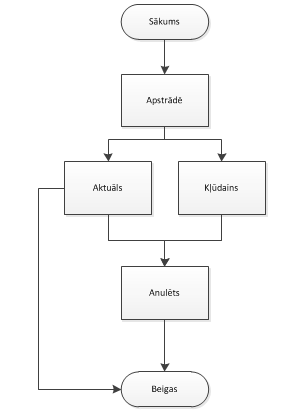 Sākums
Apstrādē
Aktuāls
Kļūdains
Anulēts
Beigas